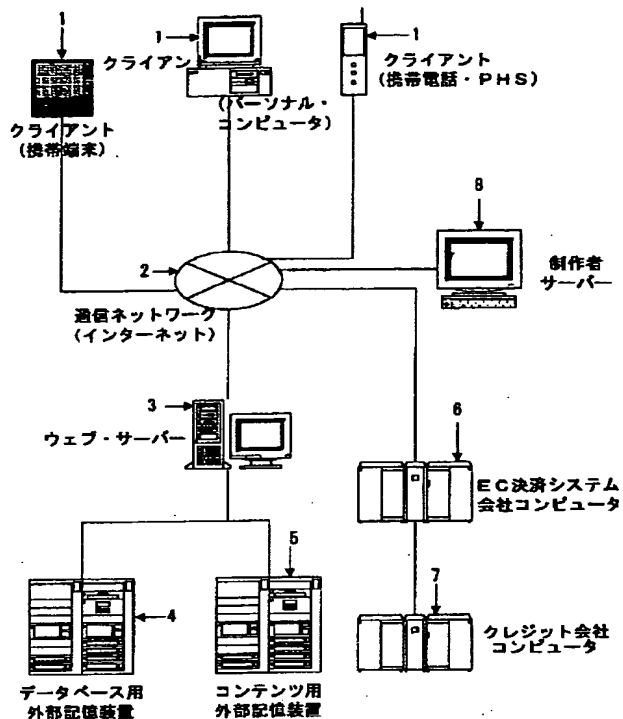 1
クライアント
(携帯端末)
1
クライアン
(パーソナル・
コンピュータ)
1
クライアント
(携帯電話・PHS)
2
通信ネットワーク
(インターネット)
8
制作者
サーバー
3
ウェブ・サーバー
6
EC決済システム
会社コンピュータ
4
データベース用
外部記憶装置
5
コンテンツ用
外部記憶装置
7
クレジット会社
コンピュータ